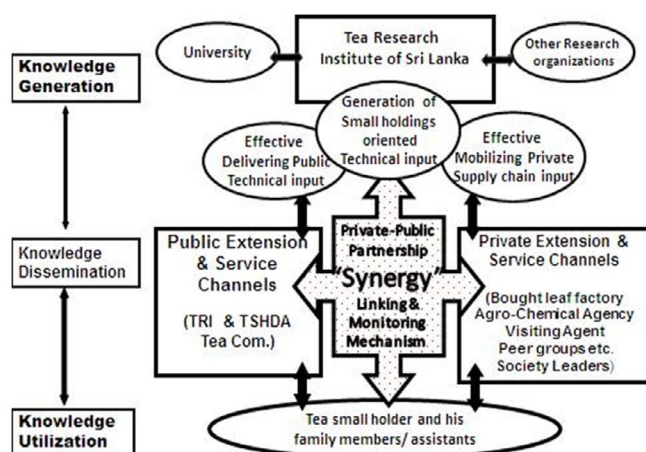 Knowledge
Generation
University
Tea Research
Institute of Sri Lanka
Other Research
organizations
Generation of
Small holdings
oriented
Technical input
Effective
Delivering Public
Technical input
Effective
Mobilizing Private
Supply chain input
Knowledge
Dissemination
Public Extension
& Service
Channels
(TRI & TSHDA
Tea Com.)
Private-Public
Partnership
"Synergy"
Linking &
Monitoring
Mechanism
Private Extension &
Service Channels
(Bought leaf factory
Agro-Chemical Agency
Visiting Agent
Peer groups etc.
Society Leaders)
Knowledge
Utilization
Tea small holder and his
family members/ assistants